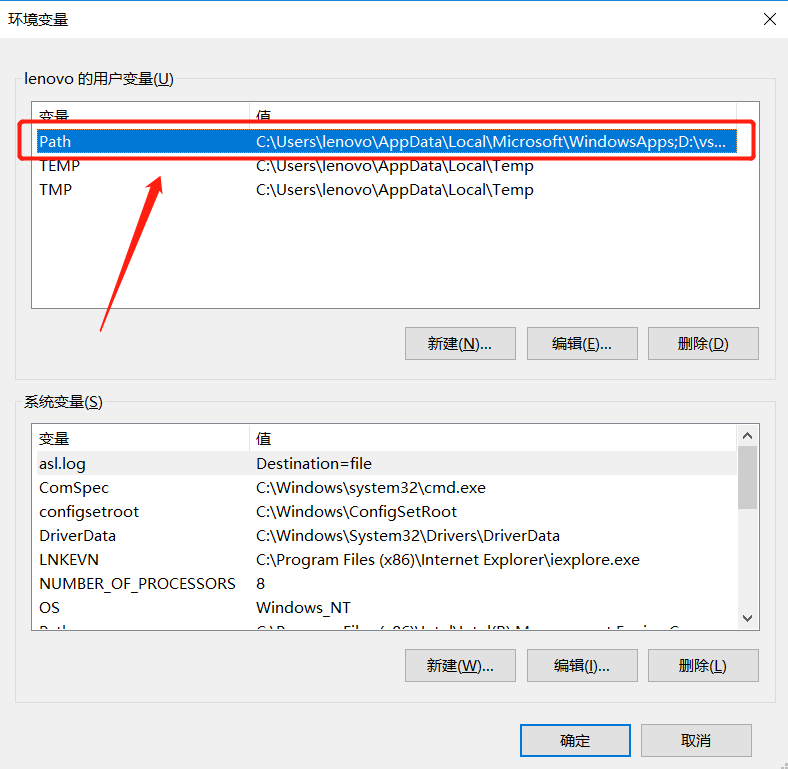 环境变量
lenovo 的用户变量(U)
变量 值
Path C:\Users\lenovo\AppData\Local\Microsoft\WindowsApps;D:\vs...
TEMP C:\Users\lenovo\AppData\Local\Temp
TMP C:\Users\lenovo\AppData\Local\Temp
新建(N)... 编辑(E)... 删除(D)
系统变量(S)
变量 值
asl.log Destination=file
ComSpec C:\Windows\system32\cmd.exe
configsetroot C:\Windows\ConfigSetRoot
DriverData C:\Windows\System32\Drivers\DriverData
LNKEVN C:\Program Files (x86)\Internet Explorer\iexplore.exe
NUMBER_OF_PROCESSORS 8
OS Windows_NT
Path
新建(W)... 编辑(I)... 删除(L)
确定 取消